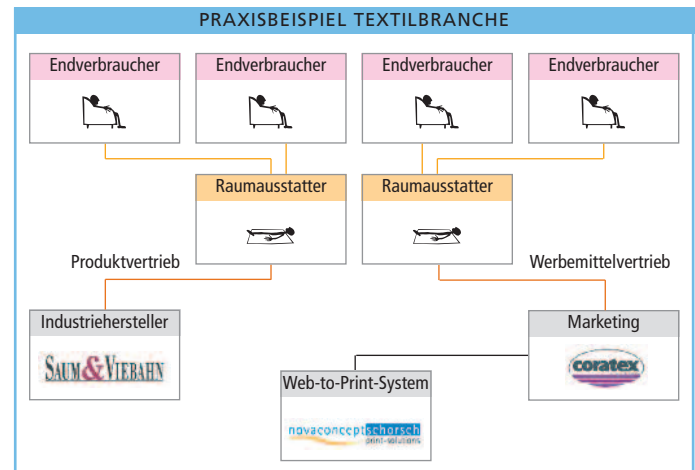 PRAXISBEISPIEL TEXTILBRANCHE
Endverbraucher
Endverbraucher
Endverbraucher
Endverbraucher
Raumausstatter
Raumausstatter
Produktvertrieb
Werbemittelvertrieb
Industriehersteller
Marketing
SAUM & VIEBAHN
coratex
Web-to-Print-System
novaconceptschorsch
print-solutions